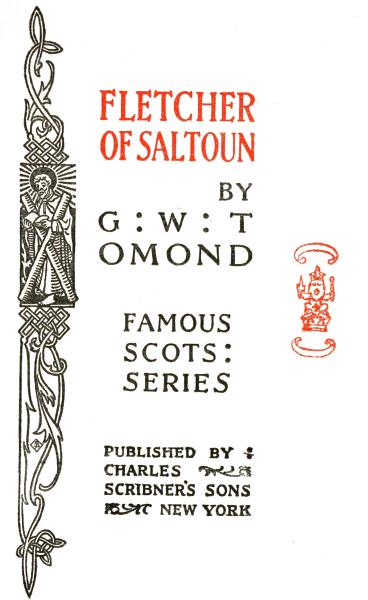 FLETCHER
OF SALTOUN
BY
G : W : T
OMOND
FAMOUS
SCOTS :
SERIES
PUBLISHED BY :
CHARLES
SCRIBNER'S SONS
NEW YORK